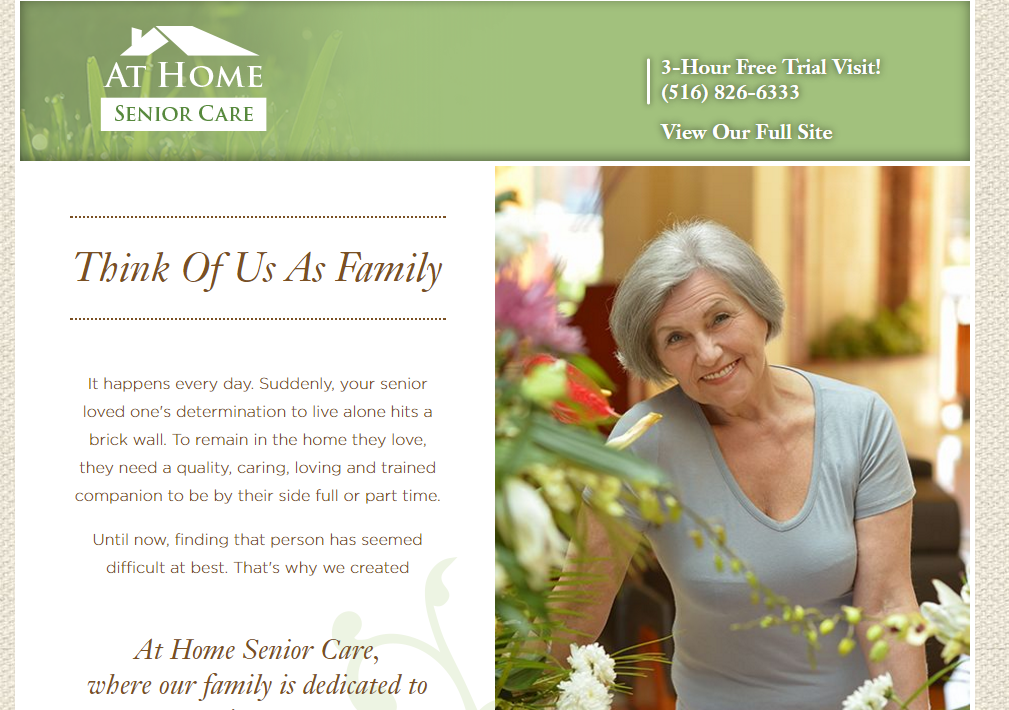 AT HOME
SENIOR CARE
3-Hour Free Trial Visit!
(516) 826-6333
View Our Full Site
Think Of Us As Family
It happens every day. Suddenly, your senior
loved one's determination to live alone hits a
brick wall. To remain in the home they love,
they need a quality, caring, loving and trained
companion to be by their side full or part time.
Until now, finding that person has seemed
difficult at best. That's why we created
At Home Senior Care,
where our family is dedicated to